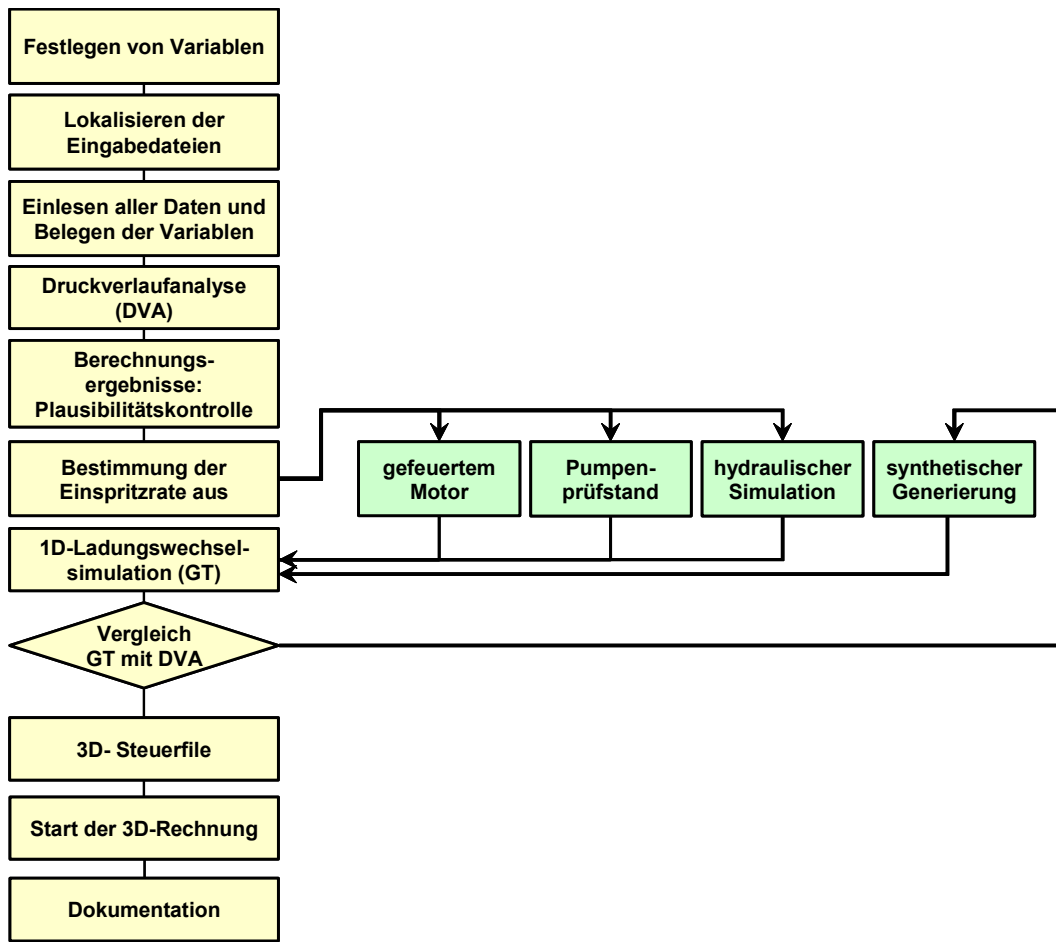 Festlegen von Variablen
Lokalisieren der
Eingabedateien
Einlesen aller Daten und
Belegen der Variablen
Druckverlaufanalyse
(DVA)
Berechnungs-
ergebnisse:
Plausibilitätskontrolle
Bestimmung der
Einspritzrate aus
gefeuertem
Motor
Pumpen-
prüfstand
hydraulischer
Simulation
synthetischer
Generierung
1D-Ladungswechsel-
simulation (GT)
Vergleich
GT mit DVA
3D- Steuerfile
Start der 3D-Rechnung
Dokumentation